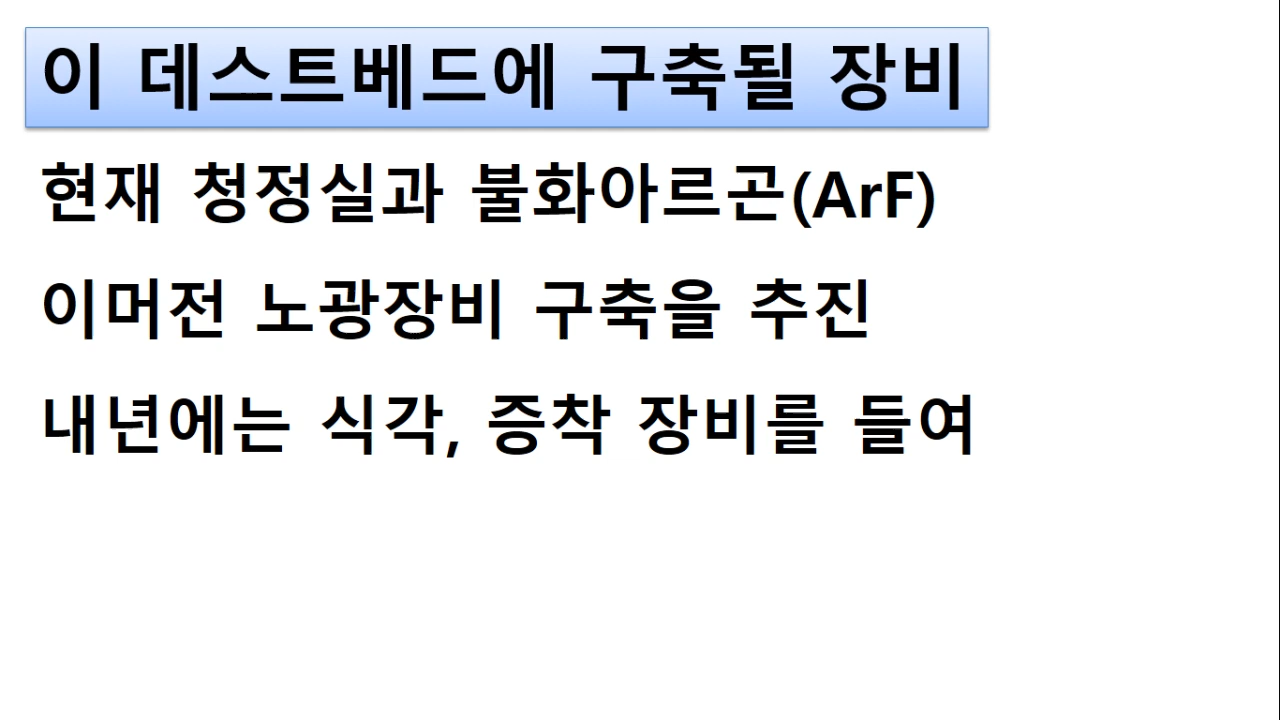 이 데스트베드에 구축될 장비
현재 청정실과 불화아르곤(ArF)
이머전 노광장비 구축을 추진
내년에는 식각, 증착 장비를 들여